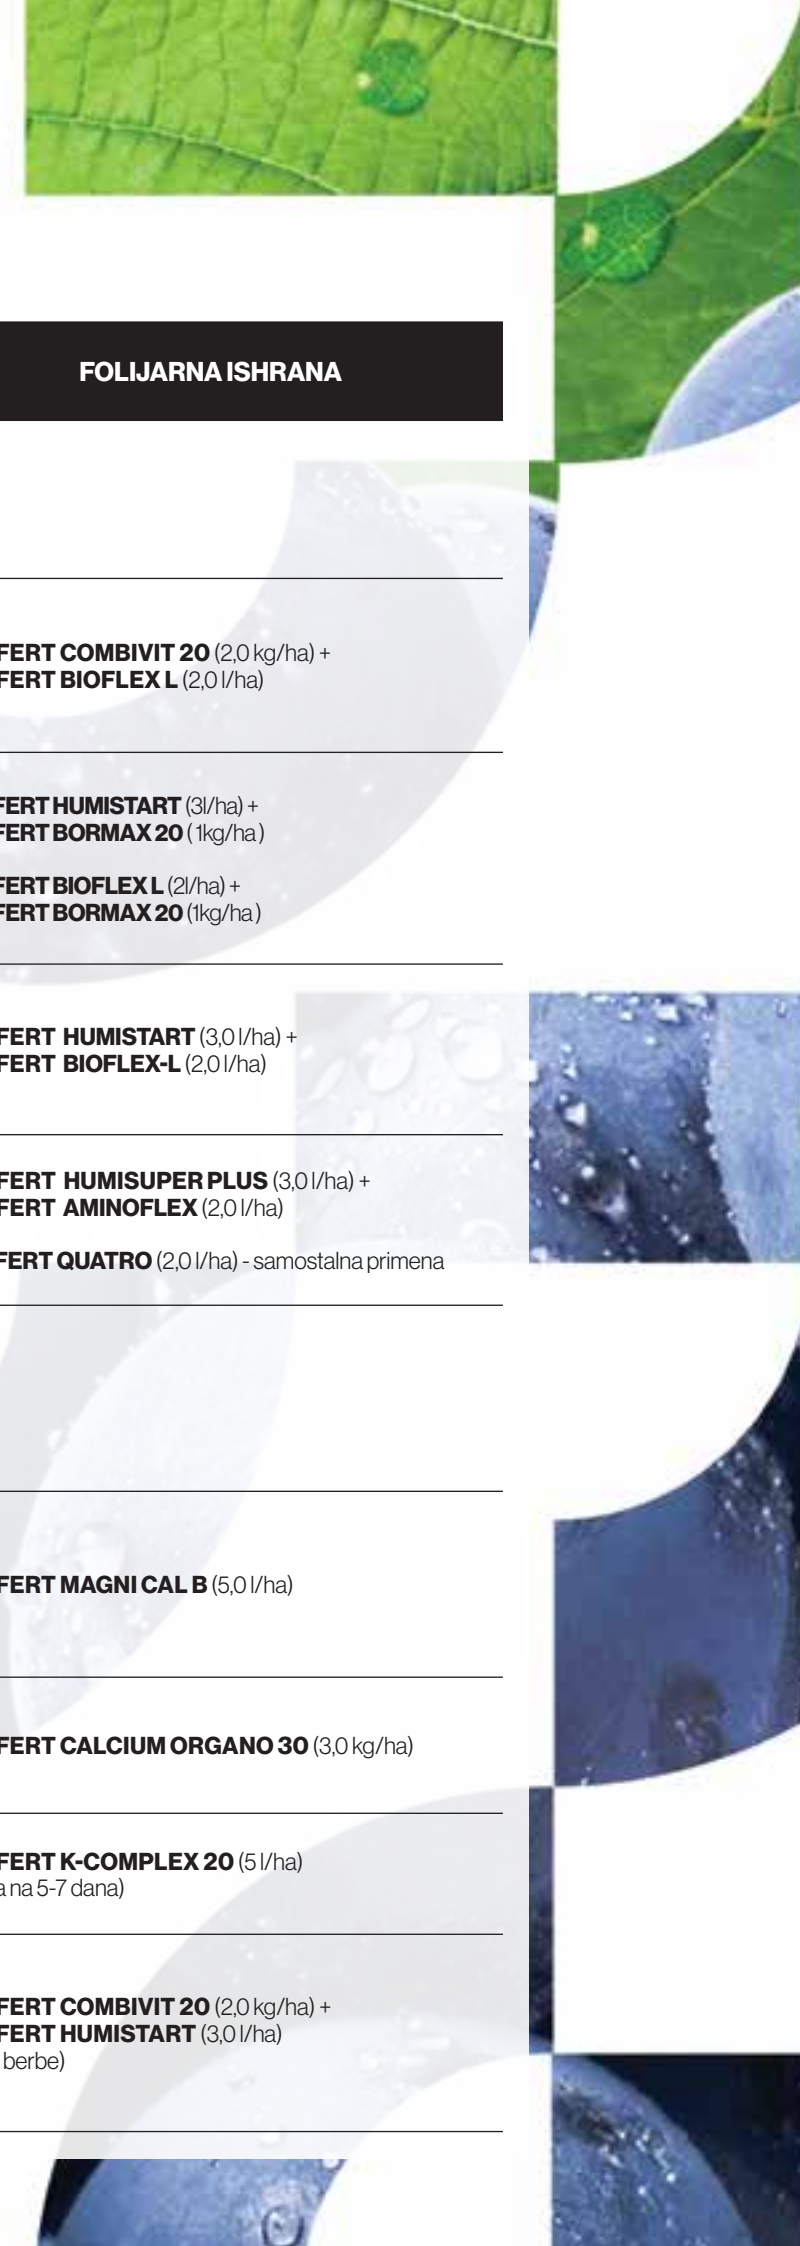 FOLIJARNA ISHRANA
FERT COMBIVIT 20 (2,0 kg/ha) +
FERT BIOFLEX L (2,0 l/ha)
FERT HUMISTART (3l/ha) +
FERT BORMAX 20 ( 1kg/ha )
FERT BIOFLEX L (2l/ha) +
FERT BORMAX 20 (1kg/ha )
FERT HUMISTART (3,0 l/ha) +
FERT BIOFLEX-L (2,0 l/ha)
FERT HUMISUPER PLUS (3,0 l/ha) +
FERT AMINOFLEX (2,0 l/ha)
FERT QUATRO (2,0 l/ha) - samostalna primena
FERT MAGNI CAL B (5,0 l/ha)
FERT CALCIUM ORGANO 30 (3,0 kg/ha)
FERT K-COMPLEX 20 (5 l/ha)
a na 5-7 dana)
FERT COMBIVIT 20 (2,0 kg/ha) +
FERT HUMISTART (3,0 l/ha)
berbe)